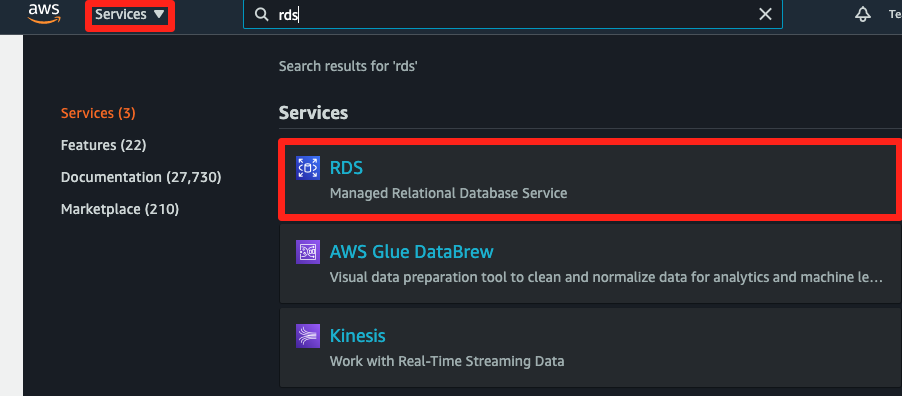 aws
Services ▼
rds
Te
Search results for 'rds'
Services (3)
Features (22)
Documentation (27,730)
Marketplace (210)
Services
RDS
Managed Relational Database Service
AWS Glue DataBrew
Visual data preparation tool to clean and normalize data for analytics and machine le...
Kinesis
Work with Real-Time Streaming Data